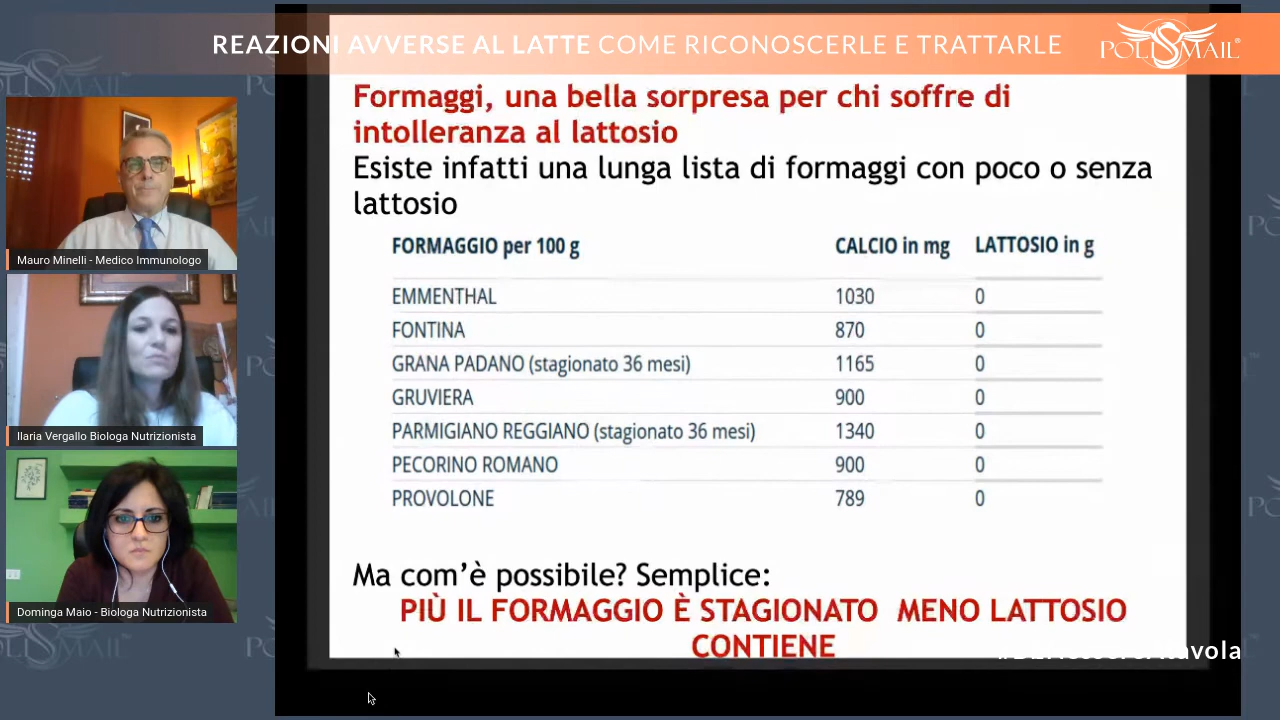 REAZIONI AVVERSE AL LATTE COME RICONOSCERLE E TRATTARLE
POLISMAIL
Mauro Minelli - Medico Immunologo
Ilaria Vergallo Biologa Nutrizionista
Dominga Maio - Biologa Nutrizionista
Formaggi, una bella sorpresa per chi soffre di
intolleranza al lattosio
Esiste infatti una lunga lista di formaggi con poco o senza
lattosio
FORMAGGIO per 100 g CALCIO in mg LATTOSIO in g
EMMENTHAL 1030 0
FONTINA 870 0
GRANA PADANO (stagionato 36 mesi) 1165 0
GRUVIERA 900 0
PARMIGIANO REGGIANO (stagionato 36 mesi) 1340 0
PECORINO ROMANO 900 0
PROVOLONE 789 0
Ma com'è possibile? Semplice:
PIÙ IL FORMAGGIO È STAGIONATO MENO LATTOSIO
CONTIENE